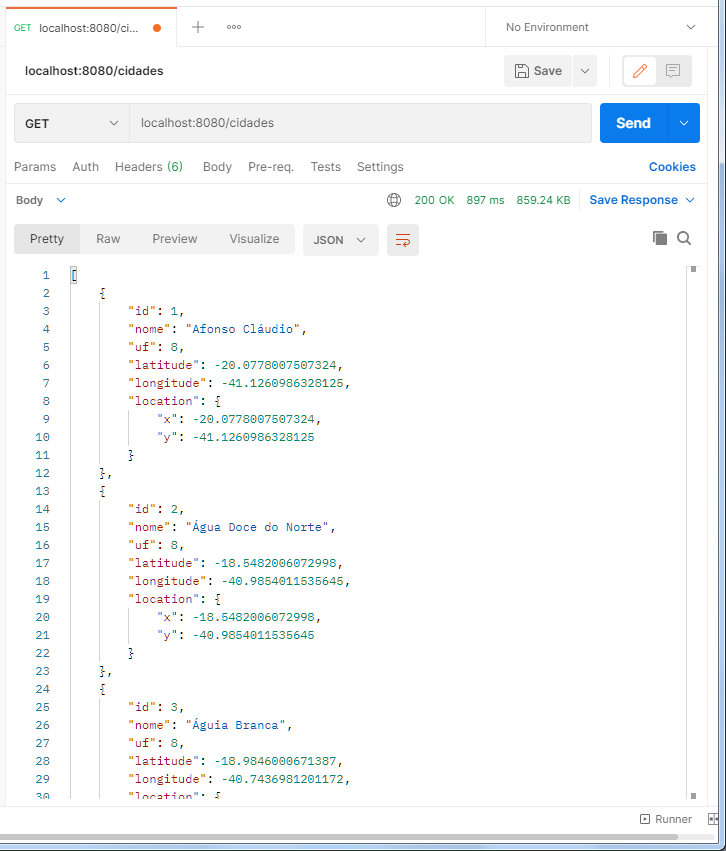 GET localhost:8080/ci...
No Environment
localhost:8080/cidades
Save
GET localhost:8080/cidades Send
Params Auth Headers (6) Body Pre-req. Tests Settings Cookies
Body 200 OK 897 ms 859.24 KB Save Response
Pretty Raw Preview Visualize JSON
1 [
2 {
3 "id": 1,
4 "nome": "Afonso Cláudio",
5 "uf": 8,
6 "latitude": -20.0778007507324,
7 "longitude": -41.1260986328125,
8 "location": {
9 "x": -20.0778007507324,
10 "y": -41.1260986328125
11 }
12 },
13 {
14 "id": 2,
15 "nome": "Água Doce do Norte",
16 "uf": 8,
17 "latitude": -18.5482006072998,
18 "longitude": -40.9854011535645,
19 "location": {
20 "x": -18.5482006072998,
21 "y": -40.9854011535645
22 }
23 },
24 {
25 "id": 3,
26 "nome": "Águia Branca",
27 "uf": 8,
28 "latitude": -18.9846000671387,
29 "longitude": -40.7436981201172,
30 "location": {
Runner